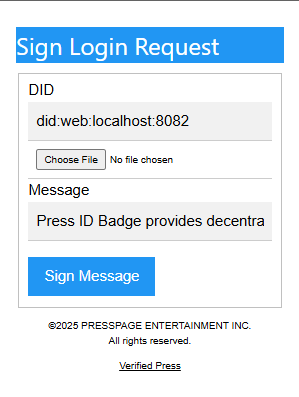 Sign Login Request
DID
did:web:localhost:8082
Choose File No file chosen
Message
Press ID Badge provides decentra
Sign Message
©2025 PRESSPAGE ENTERTAINMENT INC.
All rights reserved.
Verified Press